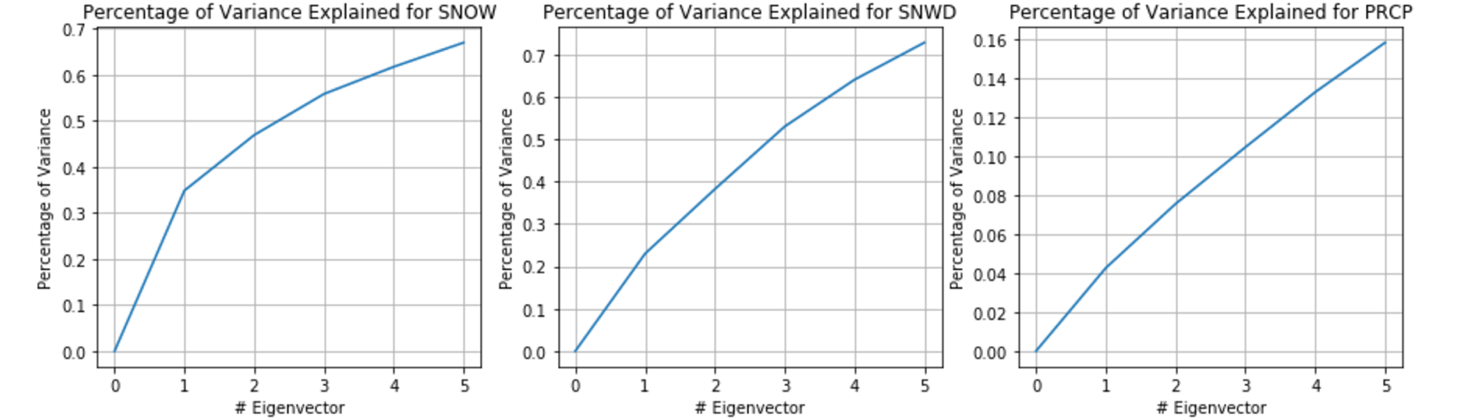 Percentage of Variance Explained for SNOW
0.7
0.6
0.5
0.4
0.3
0.2
0.1
0.0
Percentage of Variance
0 1 2 3 4 5
# Eigenvector
Percentage of Variance Explained for SNWD
0.7
0.6
0.5
0.4
0.3
0.2
0.1
0.0
Percentage of Variance
0 1 2 3 4 5
# Eigenvector
Percentage of Variance Explained for PRCP
0.16
0.14
0.12
0.10
0.08
0.06
0.04
0.02
0.00
Percentage of Variance
0 1 2 3 4 5
# Eigenvector